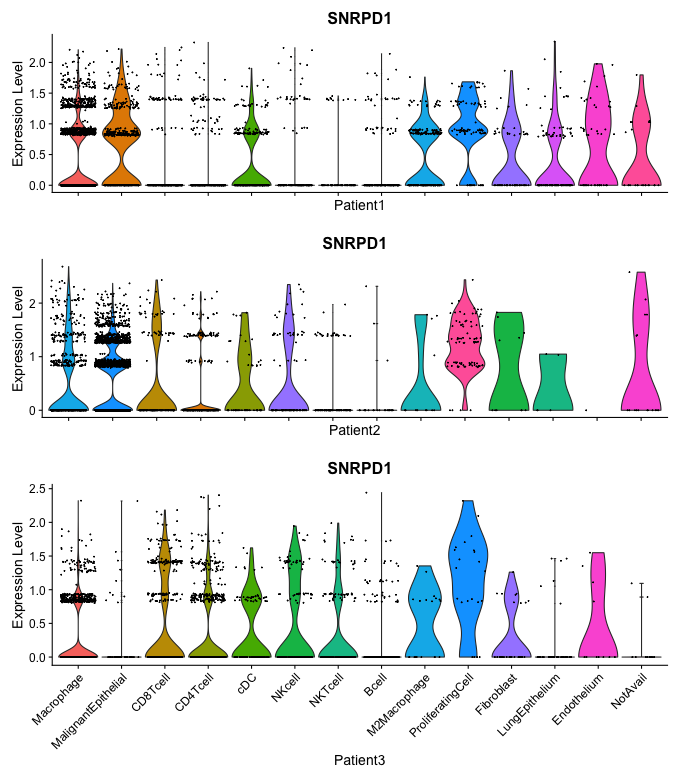 SNRPD1
Expression Level
2.0
1.5
1.0
0.5
0.0
Patient1
SNRPD1
Expression Level
2
1
0
Patient2
SNRPD1
Expression Level
2.5
2.0
1.5
1.0
0.5
0.0
Macrophage
MalignantEpithelial
CD8Tcell
CD4Tcell
cDC
NKcell
NKTcell
Bcell
M2Macrophage
ProliferatingCell
Fibroblast
LungEpithelium
Endothelium
NotAvail
Patient3